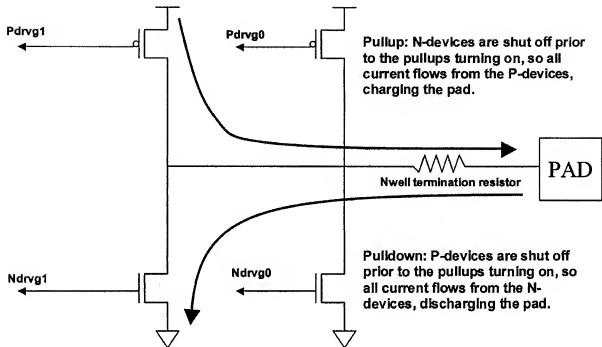 Pdrvg1
Pdrvg0
Pullup: N-devices are shut off prior
to the pullups turning on, so all
current flows from the P-devices,
charging the pad.
PAD
Nwell termination resistor
Ndrvg1
Ndrvg0
Pulldown: P-devices are shut off
prior to the pullups turning on, so
all current flows from the N-
devices, discharging the pad.